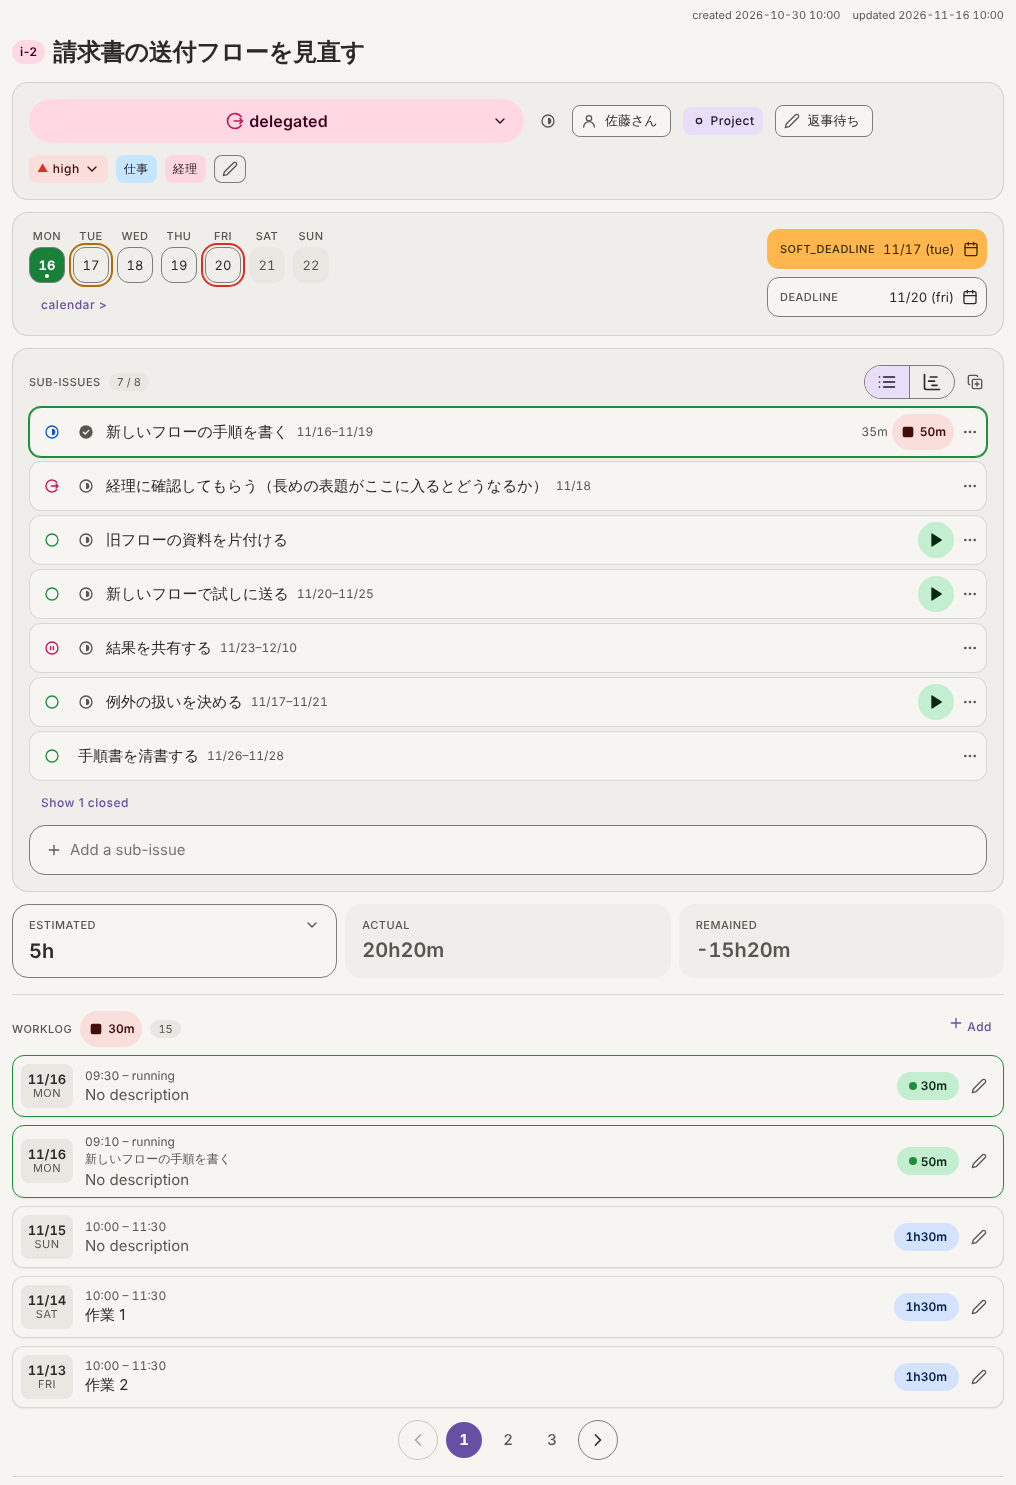 created 2026-10-30 10:00 updated 2026-11-16 10:00
i-2 請求書の送付フローを見直す
delegated 佐藤さん Project 返事待ち
high 仕事 経理
MON TUE WED THU FRI SAT SUN
16 17 18 19 20 21 22
calendar >
SOFT_DEADLINE 11/17 (tue)
DEADLINE 11/20 (fri)
SUB-ISSUES 7 / 8
新しいフローの手順を書く 11/16–11/19 35m 50m
経理に確認してもらう（長めの表題がここに入るとどうなるか） 11/18
旧フローの資料を片付ける
新しいフローで試しに送る 11/20–11/25
結果を共有する 11/23–12/10
例外の扱いを決める 11/17–11/21
手順書を清書する 11/26–11/28
Show 1 closed
+ Add a sub-issue
ESTIMATED
5h
ACTUAL
20h20m
REMAINED
-15h20m
WORKLOG 30m 15 + Add
11/16 MON
09:30 – running
No description
30m
11/16 MON
09:10 – running
新しいフローの手順を書く
No description
50m
11/15 SUN
10:00 – 11:30
No description
1h30m
11/14 SAT
10:00 – 11:30
作業 1
1h30m
11/13 FRI
10:00 – 11:30
作業 2
1h30m
1 2 3